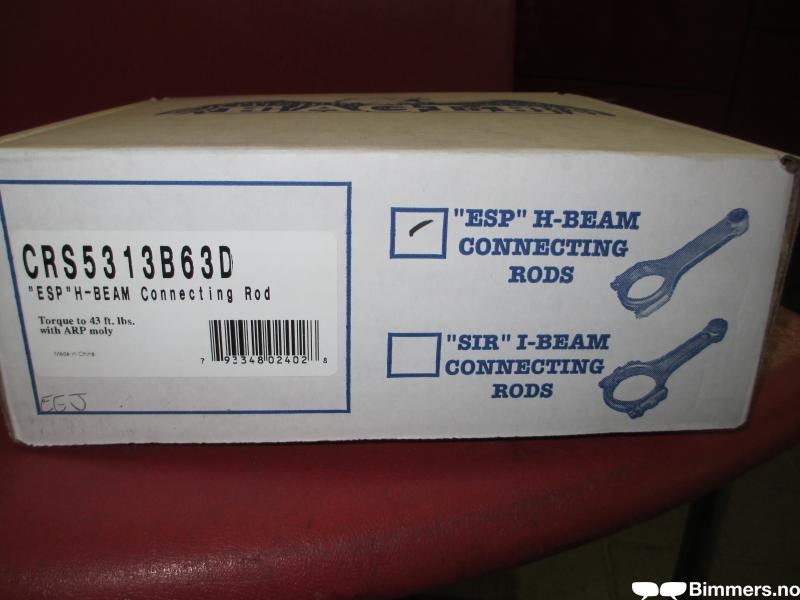 CRS5313B63D
"ESP"H-BEAM Connecting Rod
Torque to 43 ft. lbs.
with ARP moly
Made in China
7 93348 02402 8
EGJ
"ESP" H-BEAM
CONNECTING
RODS
"SIR" I-BEAM
CONNECTING
RODS
Bimmers.no